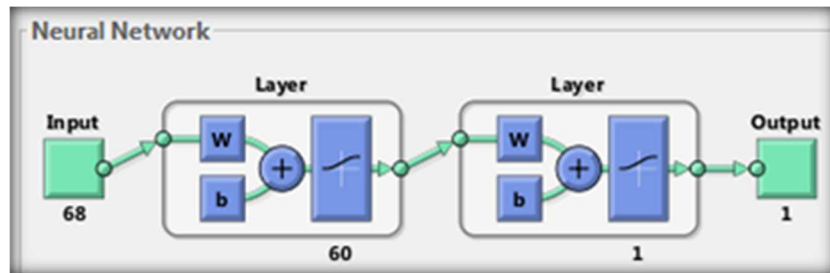 Neural Network
Layer Layer
Input Output
W W
+ +
b b
68 1
60 1